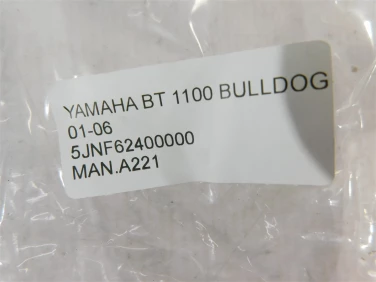 YAMAHA BT 1100 BULLDOG
01-06
5JNF62400000
MAN.A221